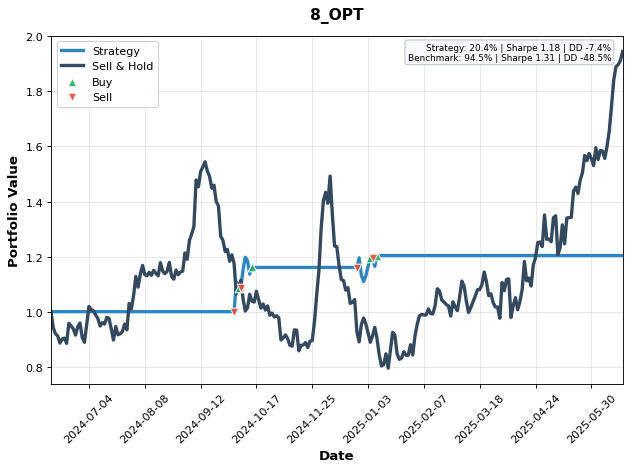 8_OPT
Strategy: 20.4% | Sharpe 1.18 | DD -7.4%
Benchmark: 94.5% | Sharpe 1.31 | DD -48.5%
Strategy
Sell & Hold
Buy
Sell
Portfolio Value
2.0
1.8
1.6
1.4
1.2
1.0
0.8
2024-07-04
2024-08-08
2024-09-12
2024-10-17
2024-11-25
2025-01-03
2025-02-07
2025-03-18
2025-04-24
2025-05-30
Date